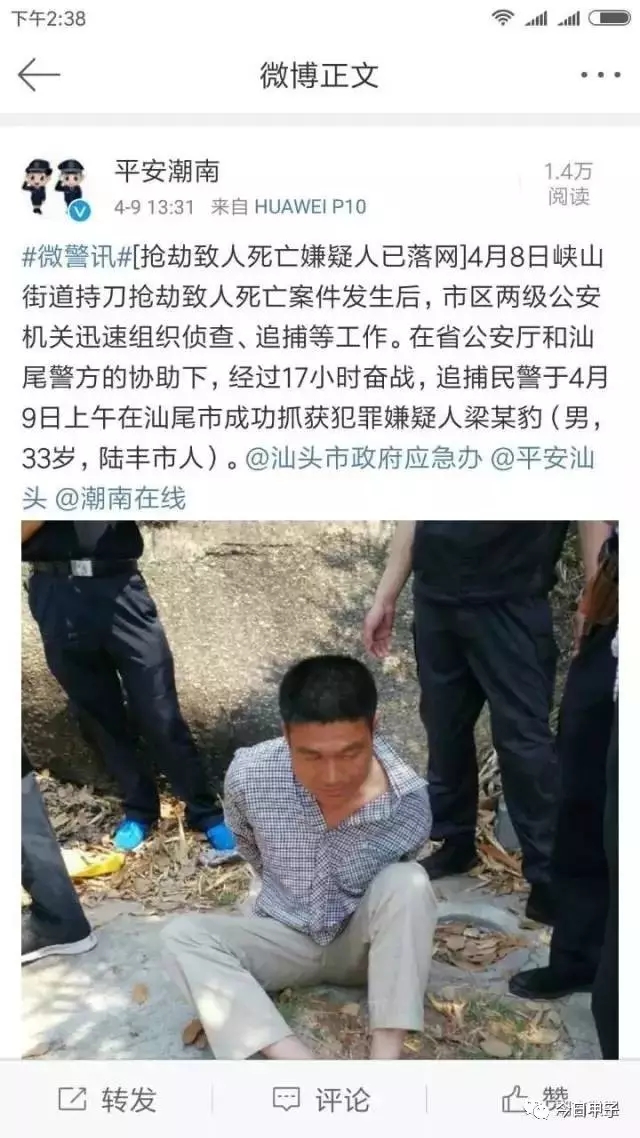 下午2:38
微博正文
平安潮南
1.4万
阅读
4-9 13:31 来自 HUAWEI P10
#微警讯#[抢劫致人死亡嫌疑人已落网]4月8日峡山
街道持刀抢劫致人死亡案件发生后，市区两级公安
机关迅速组织侦查、追捕等工作。在省公安厅和汕
尾警方的协助下，经过17小时奋战，追捕民警于4月
9日上午在汕尾市成功抓获犯罪嫌疑人梁某豹（男，
33岁，陆丰市人）。@汕头市政府应急办 @平安汕
头 @潮南在线
转发
评论
赞
今日甲子